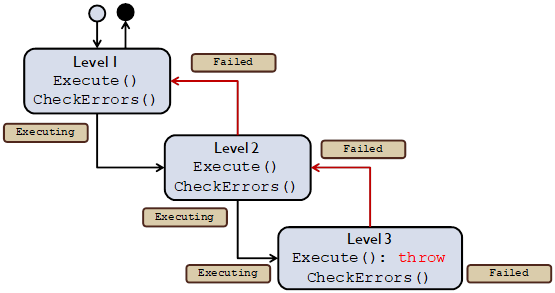 Level 1
Failed
Execute()
CheckErrors()
Executing
Level 2
Failed
Execute()
CheckErrors()
Executing
Level 3
Execute(): throw
Executing
CheckErrors()
Failed